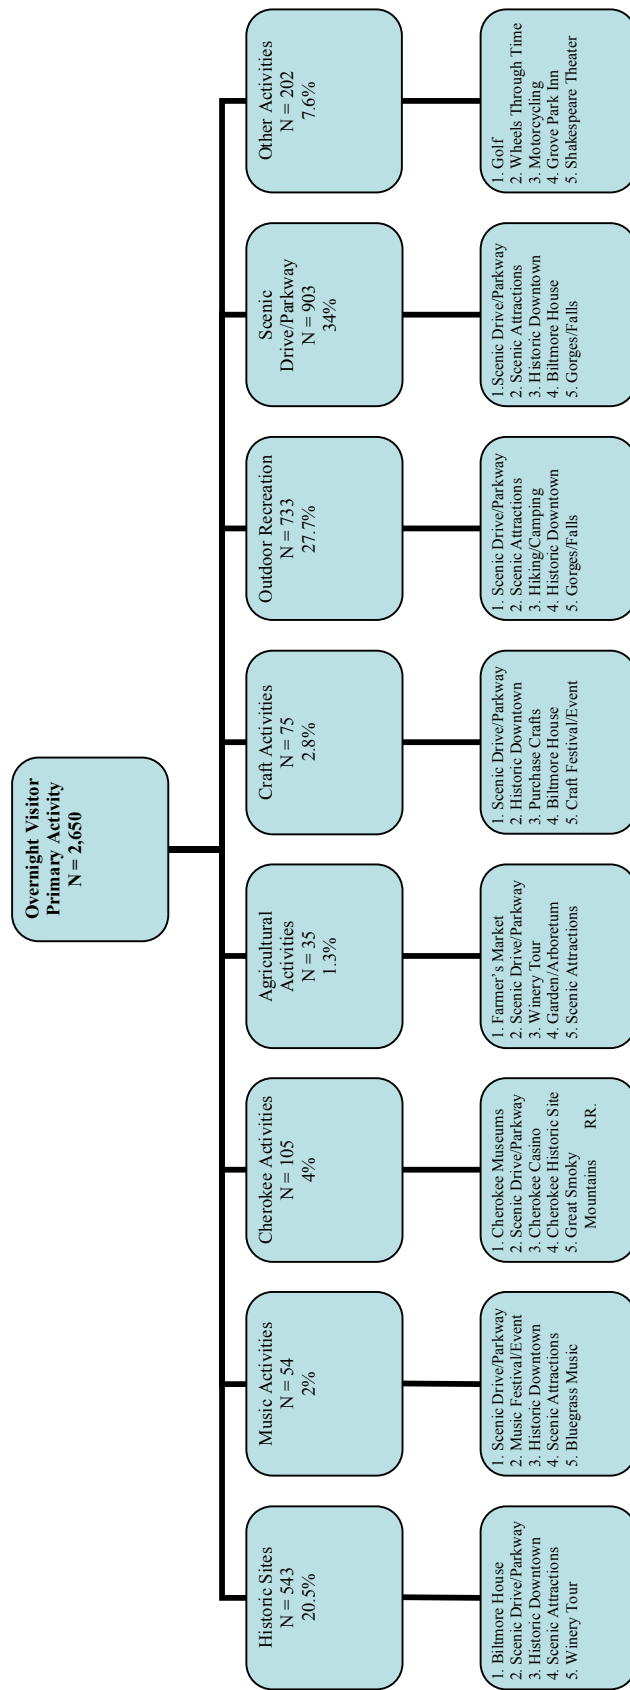 Overnight Visitor
Primary Activity
N = 2,650
Historic Sites
N = 543
20.5%
Music Activities
N = 54
2%
Cherokee Activities
N = 105
4%
Agricultural
Activities
N = 35
1.3%
Craft Activities
N = 75
2.8%
Outdoor Recreation
N = 733
27.7%
Scenic
Drive/Parkway
N = 903
34%
Other Activities
N = 202
7.6%
1. Biltmore House
2. Scenic Drive/Parkway
3. Historic Downtown
4. Scenic Attractions
5. Winery Tour
1. Scenic Drive/Parkway
2. Music Festival/Event
3. Historic Downtown
4. Scenic Attractions
5. Bluegrass Music
1. Cherokee Museums
2. Scenic Drive/Parkway
3. Cherokee Casino
4. Cherokee Historic Site
5. Great Smoky
Mountains RR.
1. Farmer’s Market
2. Scenic Drive/Parkway
3. Winery Tour
4. Garden/Arboretum
5. Scenic Attractions
1. Scenic Drive/Parkway
2. Historic Downtown
3. Purchase Crafts
4. Biltmore House
5. Craft Festival/Event
1. Scenic Drive/Parkway
2. Scenic Attractions
3. Hiking/Camping
4. Historic Downtown
5. Gorges/Falls
1.Scenic Drive/Parkway
2. Scenic Attractions
3. Historic Downtown
4. Biltmore House
5. Gorges/Falls
1. Golf
2. Wheels Through Time
3. Motorcycling
4. Grove Park Inn
5. Shakespeare Theater